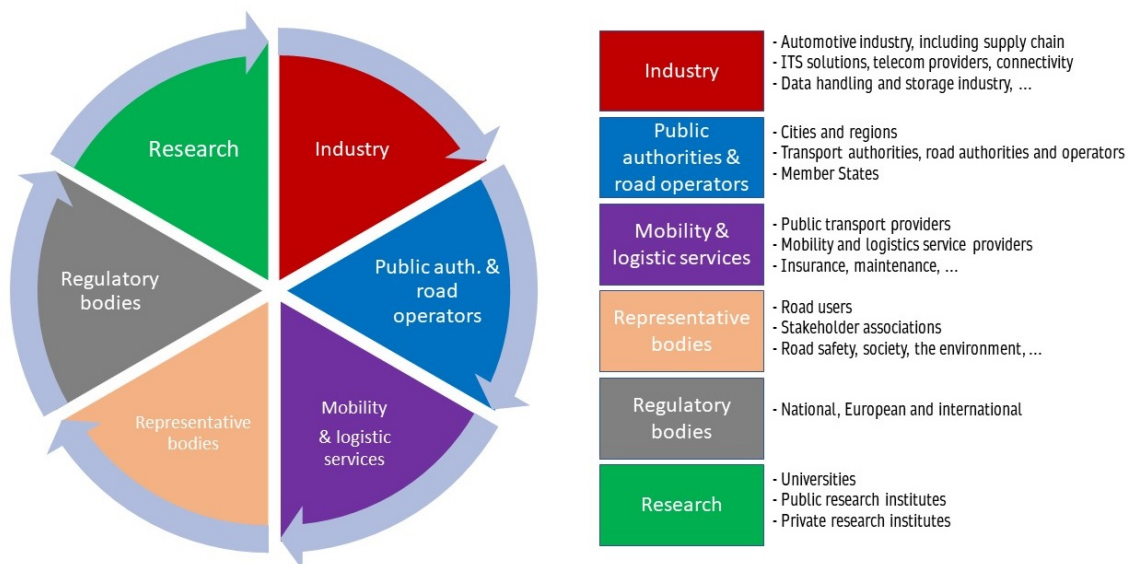 Research
Industry
Public auth. &
road
operators
Mobility
& logistic
services
Representative
bodies
Regulatory
bodies
Industry
- Automotive industry, including supply chain
- ITS solutions, telecom providers, connectivity
- Data handling and storage industry, ...
Public
authorities &
road operators
- Cities and regions
- Transport authorities, road authorities and operators
- Member States
Mobility &
logistic services
- Public transport providers
- Mobility and logistics service providers
- Insurance, maintenance, ...
Representative
bodies
- Road users
- Stakeholder associations
- Road safety, society, the environment, ...
Regulatory
bodies
- National, European and international
Research
- Universities
- Public research institutes
- Private research institutes